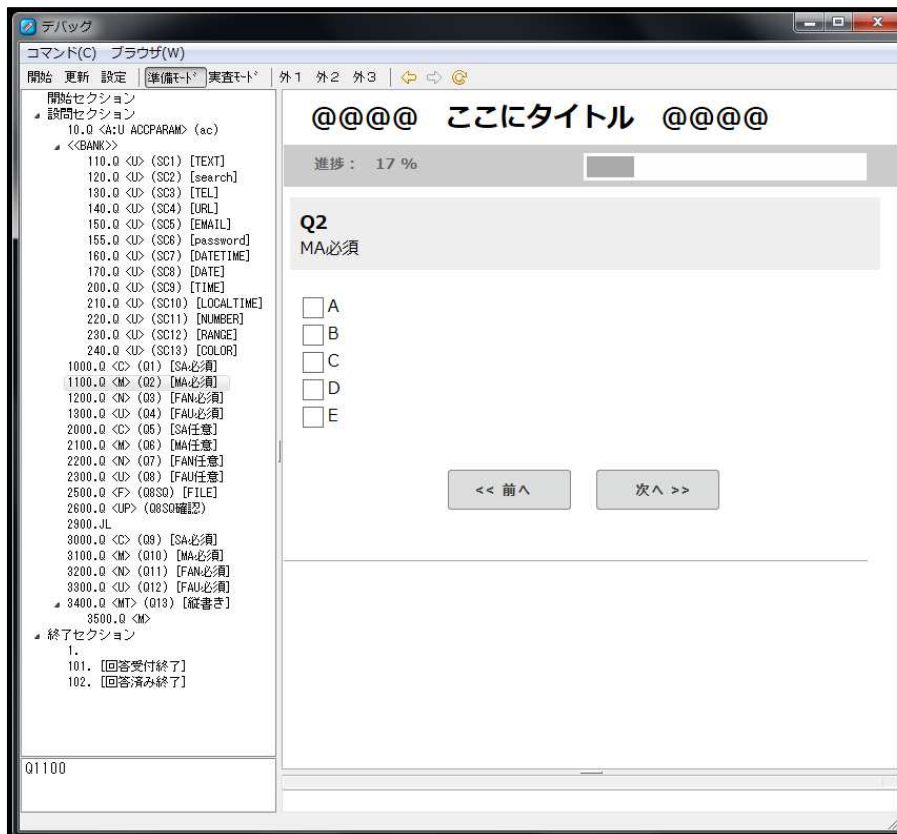 デバッグ
コマンド(C) ブラウザ(W)
開始 更新 設定 準備ﾓｰﾄﾞ 実査ﾓｰﾄﾞ 外1 外2 外3
開始セクション
設問セクション
10.Q <A:U ACCPARAM> (ac)
<<BANK>>
110.Q <U> (SC1) [TEXT]
120.Q <U> (SC2) [search]
130.Q <U> (SC3) [TEL]
140.Q <U> (SC4) [URL]
150.Q <U> (SC5) [EMAIL]
155.Q <U> (SC6) [password]
160.Q <U> (SC7) [DATETIME]
170.Q <U> (SC8) [DATE]
200.Q <U> (SC9) [TIME]
210.Q <U> (SC10) [LOCALTIME]
220.Q <U> (SC11) [NUMBER]
230.Q <U> (SC12) [RANGE]
240.Q <U> (SC13) [COLOR]
1000.Q <C> (Q1) [SA必須]
1100.Q <M> (Q2) [MA必須]
1200.Q <N> (Q3) [FAN必須]
1300.Q <U> (Q4) [FAU必須]
2000.Q <C> (Q5) [SA任意]
2100.Q <M> (Q6) [MA任意]
2200.Q <N> (Q7) [FAN任意]
2300.Q <U> (Q8) [FAU任意]
2500.Q <F> (Q8SQ) [FILE]
2600.Q <UP> (Q8SQ確認)
2900.JL
3000.Q <C> (Q9) [SA必須]
3100.Q <M> (Q10) [MA必須]
3200.Q <N> (Q11) [FAN必須]
3300.Q <U> (Q12) [FAU必須]
3400.Q <MT> (Q13) [縦書き]
3500.Q <M>
終了セクション
1.
101. [回答受付終了]
102. [回答済み終了]
Q1100
@@@@ ここにタイトル @@@@
進捗： 17 %
Q2
MA必須
A
B
C
D
E
<< 前へ 次へ >>